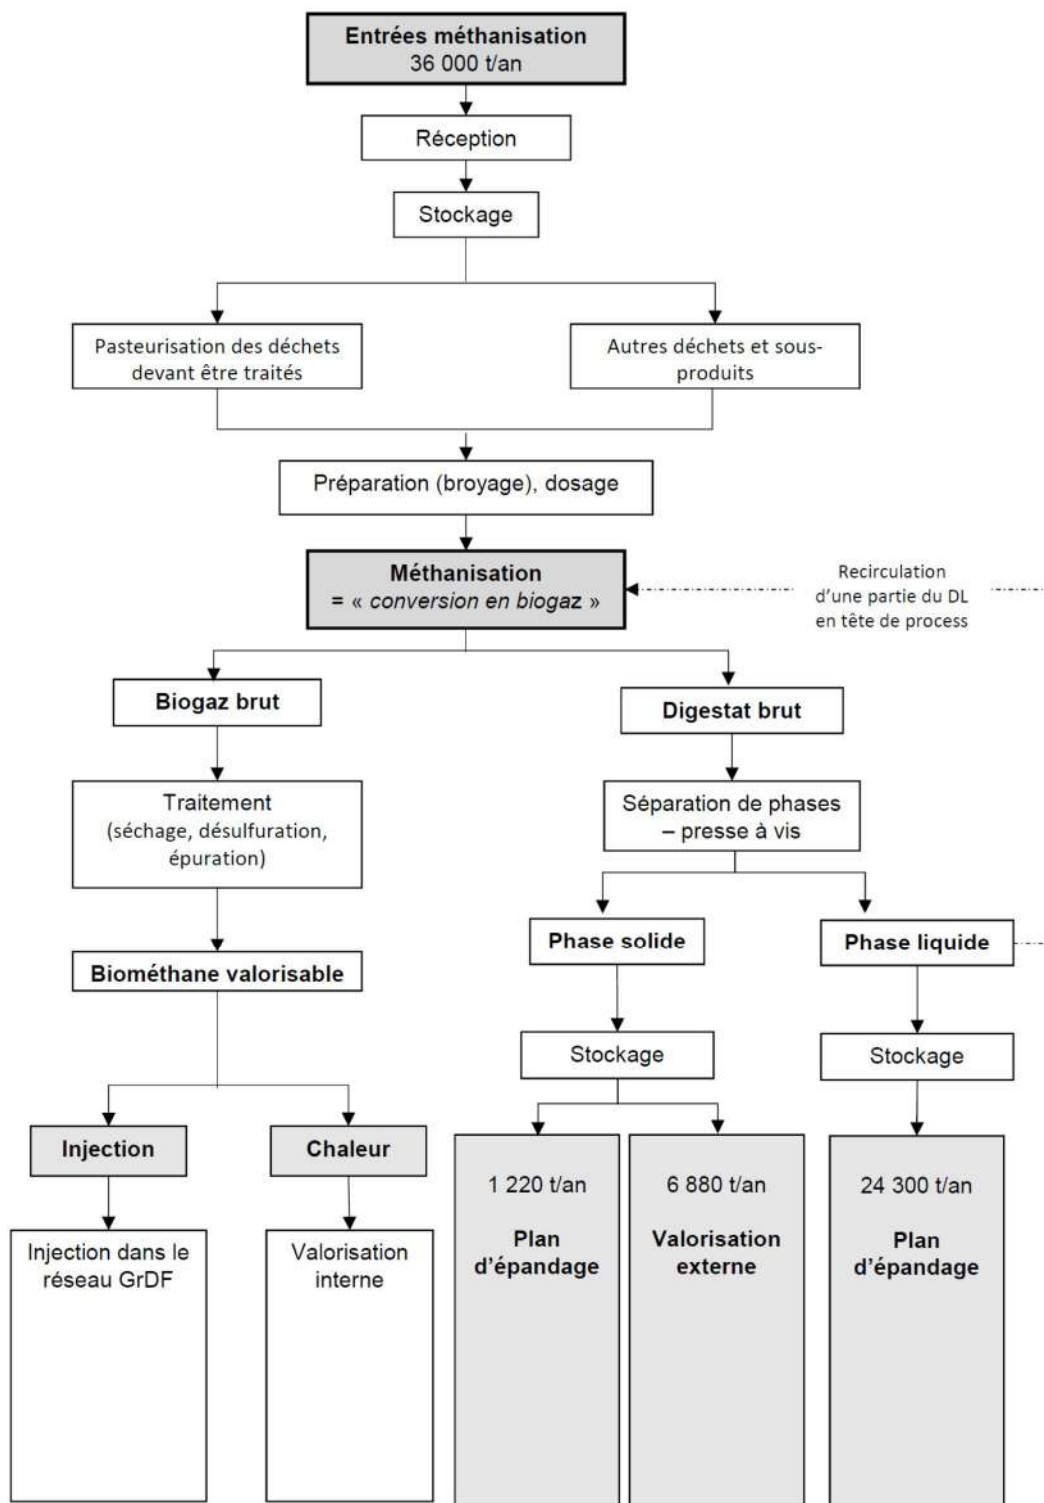 Entrées méthanisation
36 000 t/an
Réception
Stockage
Pasteurisation des déchets
devant être traités
Autres déchets et sous-
produits
Préparation (broyage), dosage
Méthanisation
= « conversion en biogaz »
Recirculation
d'une partie du DL
en tête de process
Biogaz brut
Digestat brut
Traitement
(séchage, désulfuration,
épuration)
Séparation de phases
– presse à vis
Phase solide
Phase liquide
Biométhane valorisable
Stockage
Stockage
Injection
Chaleur
1 220 t/an
Plan
d'épandage
6 880 t/an
Valorisation
externe
24 300 t/an
Plan
d'épandage
Injection dans le
réseau GrDF
Valorisation
interne